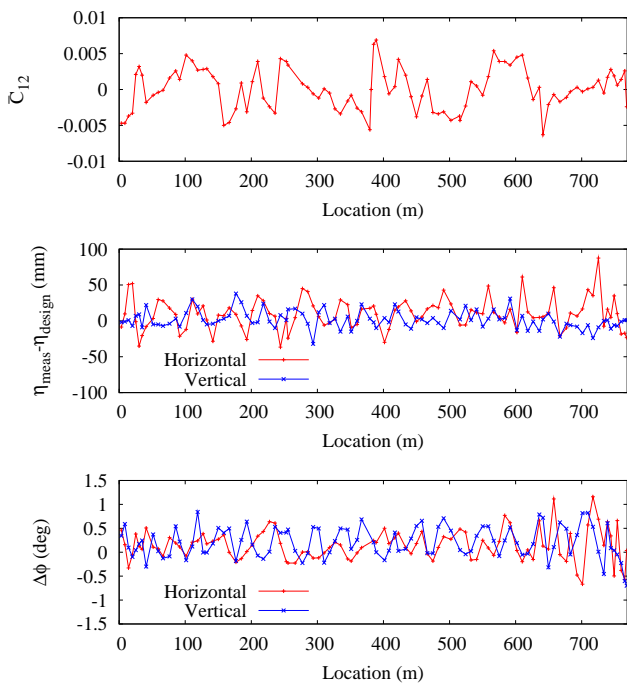 0.01
0.005
0
-0.005
-0.01
C̄12
0 100 200 300 400 500 600 700
Location (m)
100
50
0
-50
-100
ηmeas-ηdesign (mm)
Horizontal
Vertical
0 100 200 300 400 500 600 700
Location (m)
1.5
1
0.5
0
-0.5
-1
-1.5
Δϕ (deg)
Horizontal
Vertical
0 100 200 300 400 500 600 700
Location (m)